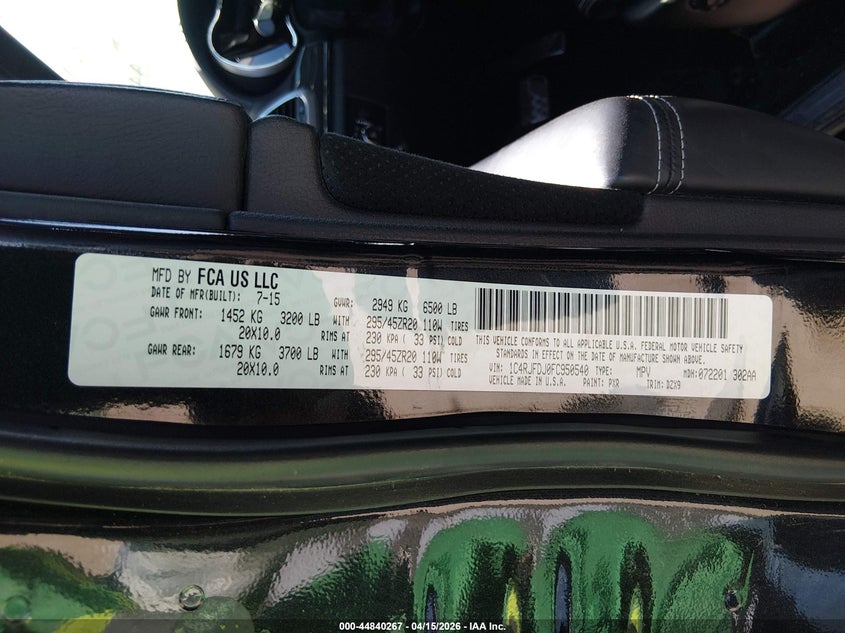 MFD BY FCA US LLC
DATE OF MFR(BUILT): 7-15 GVWR: 2949 KG 6500 LB
GAWR FRONT: 1452 KG 3200 LB WITH 295/45ZR20 110W TIRES
20X10.0 RIMS AT 230 KPA ( 33 PSI) COLD
GAWR REAR: 1679 KG 3700 LB WITH 295/45ZR20 110W TIRES
20X10.0 RIMS AT 230 KPA ( 33 PSI) COLD
THIS VEHICLE CONFORMS TO ALL APPLICABLE U.S.A. FEDERAL MOTOR VEHICLE SAFETY
STANDARDS IN EFFECT ON THE DATE OF MANUFACTURE SHOWN ABOVE.
VIN: 1C4RJFDJ0FC950540 TYPE: MPV MDH: 072201 302AA
VEHICLE MADE IN U.S.A. PAINT: PXR TRIM: DZX9
000-44840267 - 04/15/2026 - IAA Inc.